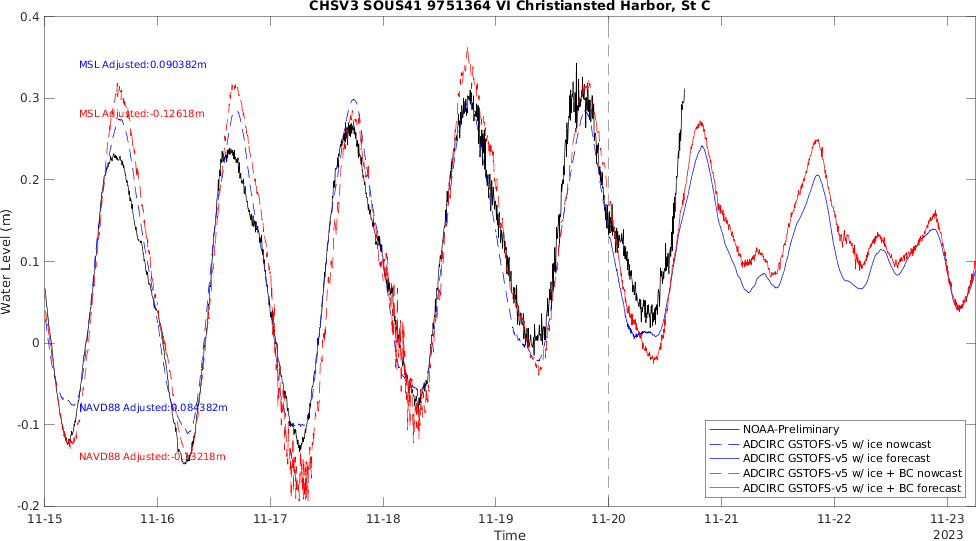 CHSV3 SOUS41 9751364 VI Christiansted Harbor, St C
0.4
0.3
0.2
0.1
0
-0.1
-0.2
Water Level (m)
MSL Adjusted:0.090382m
MSL Adjusted:-0.12618m
NAVD88 Adjusted:0.084382m
NAVD88 Adjusted:-0.13218m
NOAA-Preliminary
ADCIRC GSTOFS-v5 w/ ice nowcast
ADCIRC GSTOFS-v5 w/ ice forecast
ADCIRC GSTOFS-v5 w/ ice + BC nowcast
ADCIRC GSTOFS-v5 w/ ice + BC forecast
11-15 11-16 11-17 11-18 11-19 11-20 11-21 11-22 11-23
Time
2023